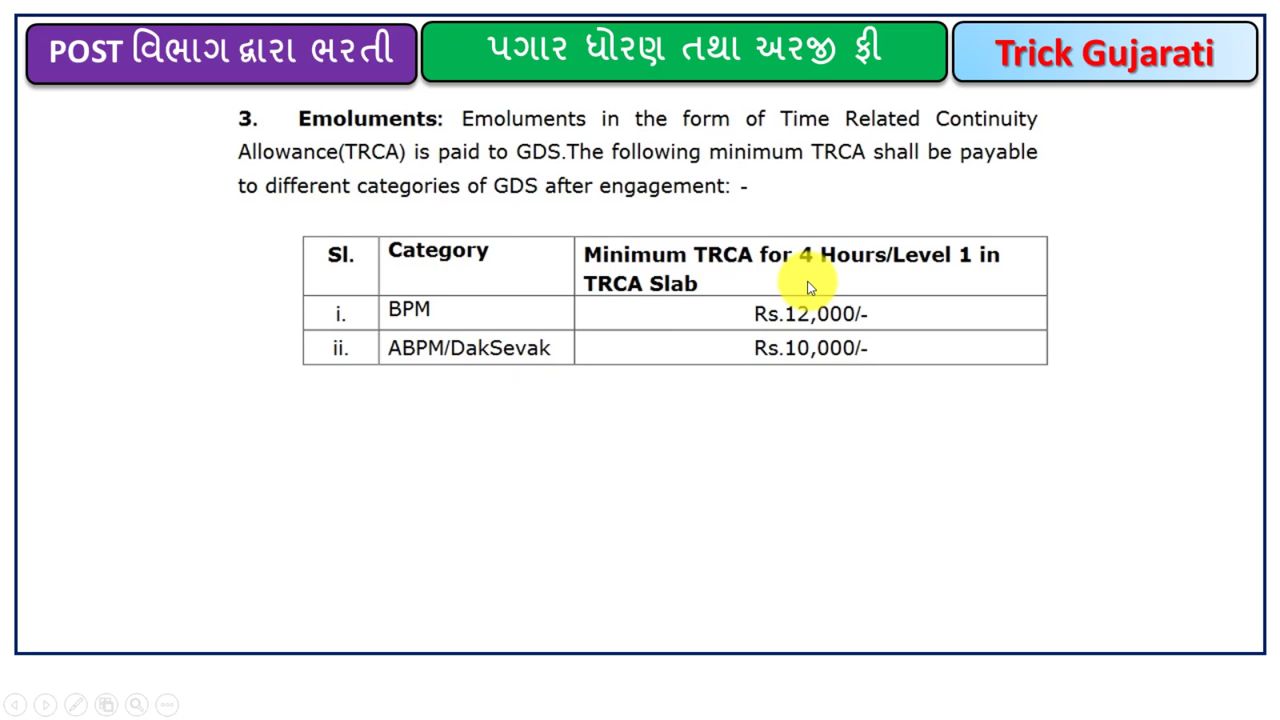 POST વિભાગ દ્વારા ભરતી
પગાર ધોરણ તથા અરજી ફી
Trick Gujarati
3. Emoluments: Emoluments in the form of Time Related Continuity
Allowance(TRCA) is paid to GDS.The following minimum TRCA shall be payable
to different categories of GDS after engagement: -
Sl. Category Minimum TRCA for 4 Hours/Level 1 in
TRCA Slab
i. BPM Rs.12,000/-
ii. ABPM/DakSevak Rs.10,000/-